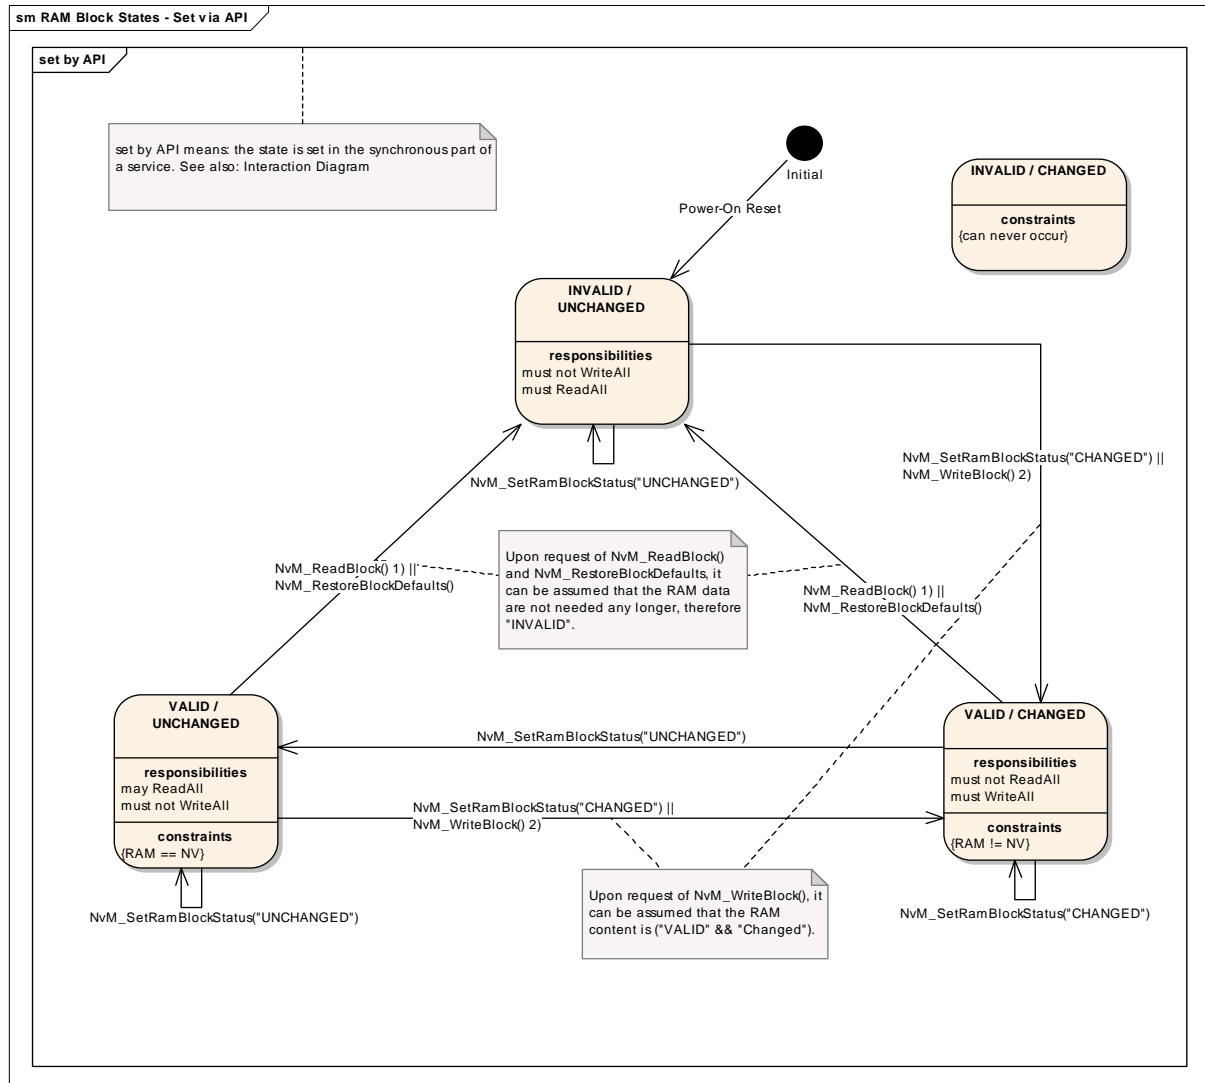 sm RAM Block States - Set via API
set by API
set by API means: the state is set in the synchronous part of
a service. See also: Interaction Diagram
Initial
Power-On Reset
INVALID / CHANGED
constraints
{can never occur}
INVALID /
UNCHANGED
responsibilities
must not WriteAll
must ReadAll
NvM_SetRamBlockStatus("CHANGED") ||
NvM_WriteBlock() 2)
NvM_SetRamBlockStatus("UNCHANGED")
Upon request of NvM_ReadBlock()
and NvM_RestoreBlockDefaults, it
can be assumed that the RAM data
are not needed any longer, therefore
"INVALID".
NvM_ReadBlock() 1) ||
NvM_RestoreBlockDefaults()
NvM_ReadBlock() 1) ||
NvM_RestoreBlockDefaults()
VALID /
UNCHANGED
responsibilities
may ReadAll
must not WriteAll
constraints
{RAM == NV}
NvM_SetRamBlockStatus("UNCHANGED")
NvM_SetRamBlockStatus("CHANGED") ||
NvM_WriteBlock() 2)
VALID / CHANGED
responsibilities
must not ReadAll
must WriteAll
constraints
{RAM != NV}
NvM_SetRamBlockStatus("UNCHANGED")
Upon request of NvM_WriteBlock(), it
can be assumed that the RAM
content is ("VALID" && "Changed").
NvM_SetRamBlockStatus("CHANGED")